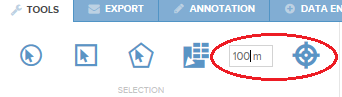 TOOLS EXPORT ANNOTATION DATA EN
100 m
SELECTION